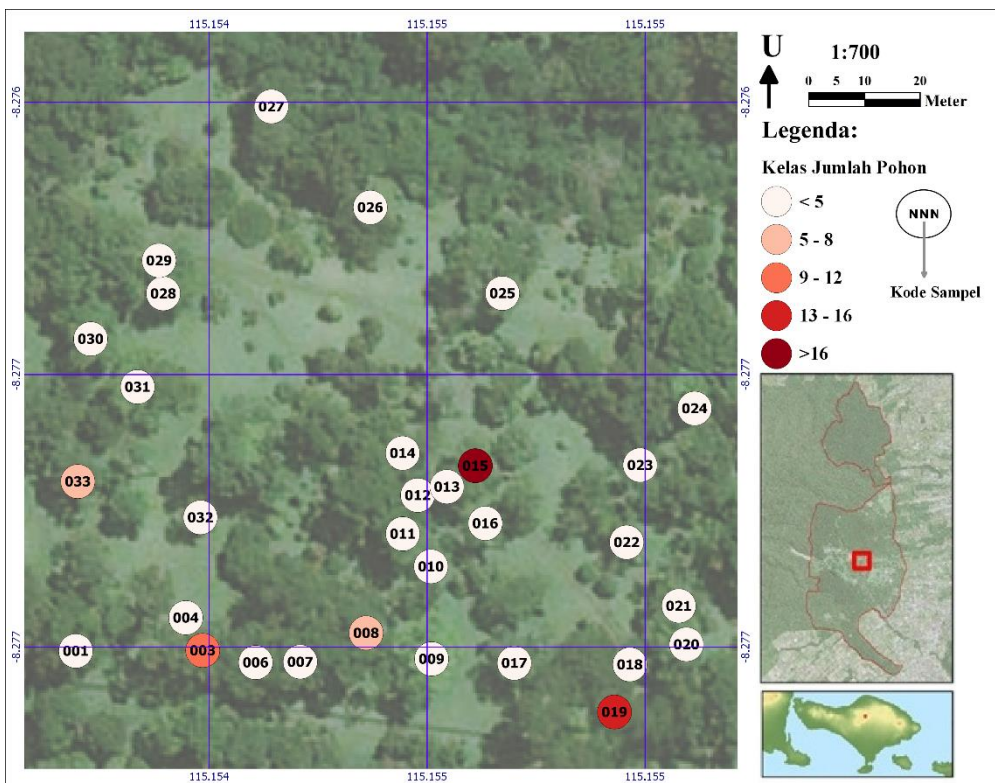 115.154 115.155 115.155
-8.276 -8.276
027
026
029
028
025
030
-8.277 -8.277
031
024
014
015 023
033
013
012
032
016
011
022
010
021
004
008
-8.277 -8.277
001 003 020
009
006 007 017 018
019
115.154 115.155 115.155
U
1:700
0 5 10 20
Meter
Legenda:
Kelas Jumlah Pohon
< 5
5 - 8
9 - 12
13 - 16
>16
NNN
Kode Sampel